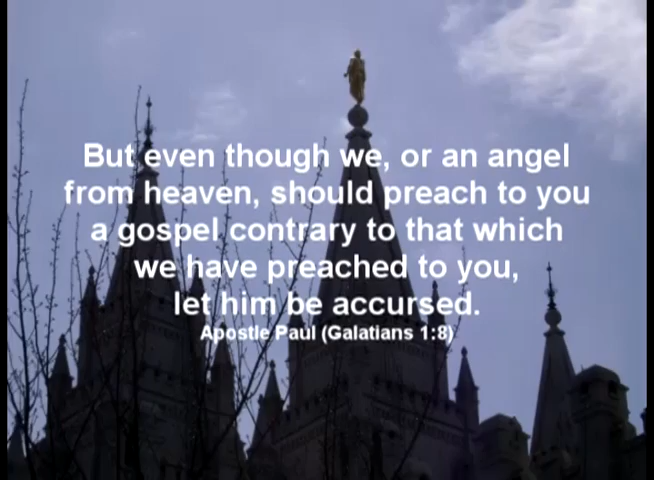 But even though we, or an angel
from heaven, should preach to you
a gospel contrary to that which
we have preached to you,
let him be accursed.
Apostle Paul (Galatians 1:8)